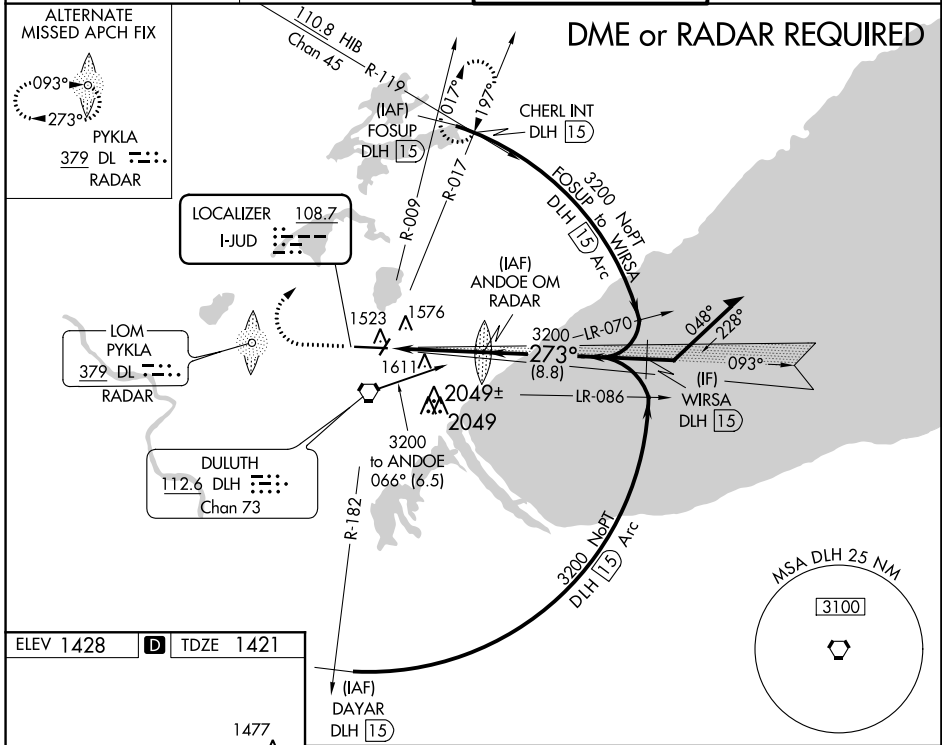 ALTERNATE
MISSED APCH FIX
093°
273°
PYKLA
379 DL
RADAR
DME or RADAR REQUIRED
110.8 HIB
Chan 45
R-119
(IAF)
FOSUP
DLH 15
017°
197°
CHERL INT
DLH 15
R-009
R-017
3200 NoPT
FOSUP to WIRSA
DLH 15 Arc
LOCALIZER 108.7
I-JUD
(IAF)
ANDOE OM
RADAR
1523
1576
3200
LR-070
048°
228°
273°
(8.8)
093°
1611
LOM
PYKLA
379 DL
RADAR
(IF)
WIRSA
DLH 15
2049±
2049
LR-086
3200
to ANDOE
066° (6.5)
DULUTH
112.6 DLH
Chan 73
R-182
3200 NoPT
DLH 15 Arc
MSA DLH 25 NM
3100
ELEV 1428 D TDZE 1421
(IAF)
DAYAR
DLH 15
1477